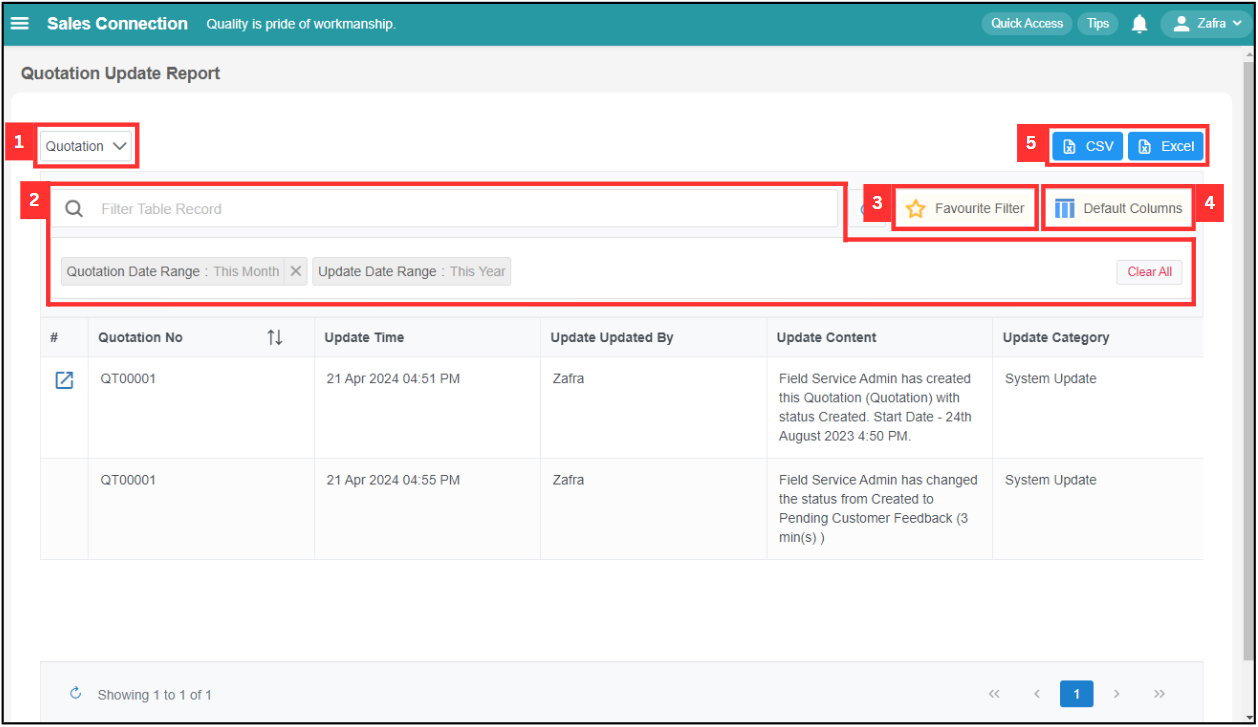 Sales Connection Quality is pride of workmanship. Quick Access Tips Zafra
Quotation Update Report
1 Quotation 5 CSV Excel
2 Filter Table Record 3 Favourite Filter Default Columns 4
Quotation Date Range : This Month Update Date Range : This Year Clear All
# Quotation No Update Time Update Updated By Update Content Update Category
QT00001 21 Apr 2024 04:51 PM Zafra Field Service Admin has created System Update
this Quotation (Quotation) with
status Created. Start Date - 24th
August 2023 4:50 PM.
QT00001 21 Apr 2024 04:55 PM Zafra Field Service Admin has changed System Update
the status from Created to
Pending Customer Feedback (3
min(s) )
Showing 1 to 1 of 1 << < 1 > >>